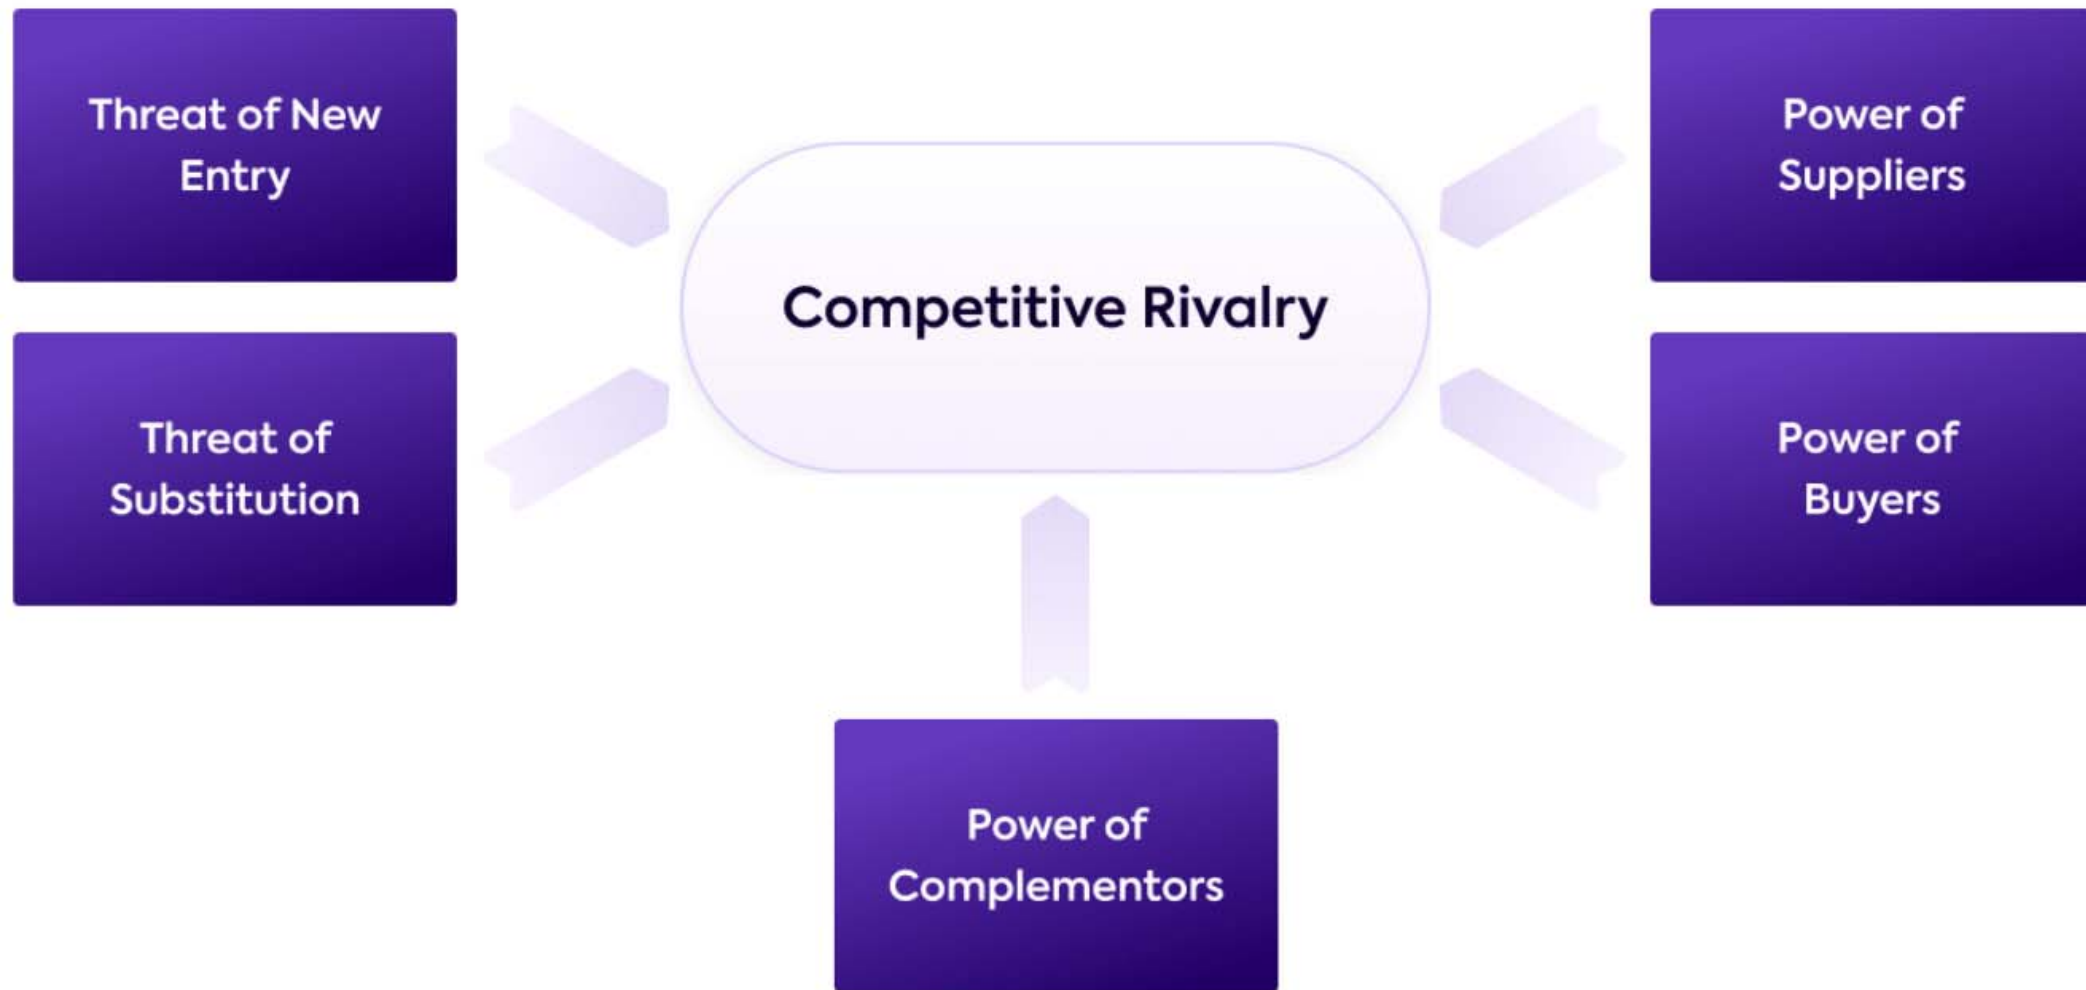 Threat of New
Entry
Power of
Suppliers
Competitive Rivalry
Threat of
Substitution
Power of
Buyers
Power of
Complementors